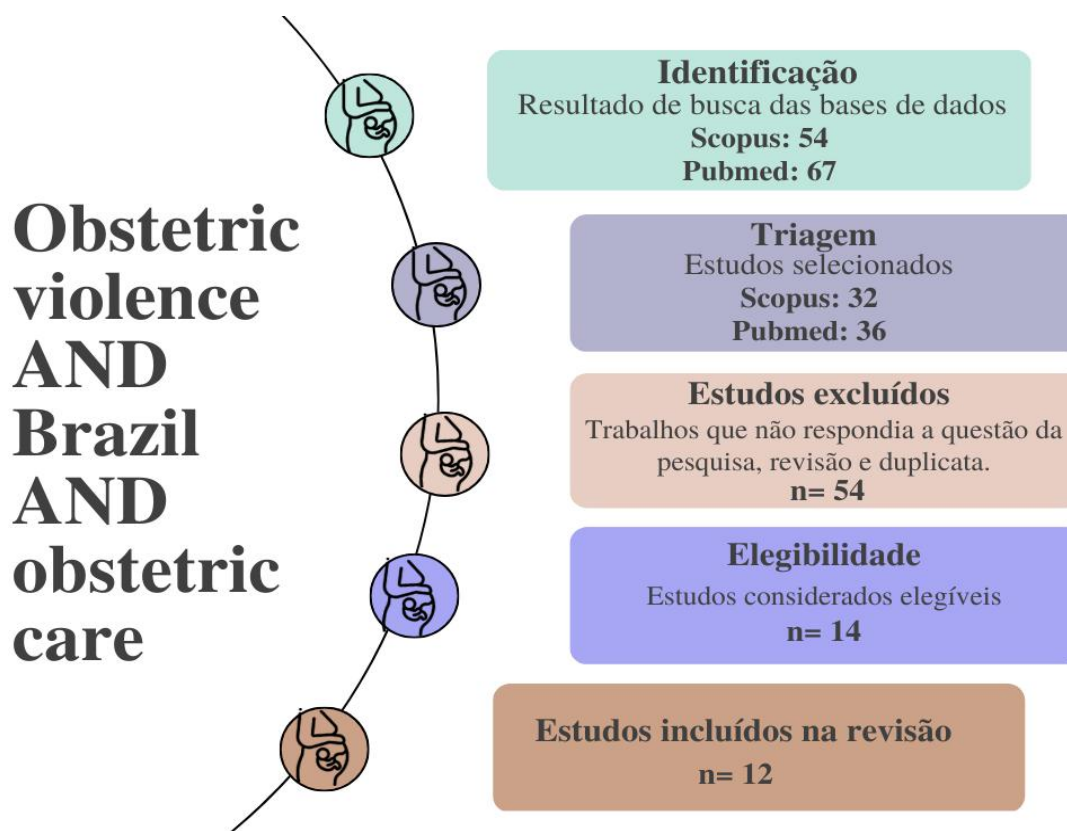 Obstetric
violence
AND
Brazil
AND
obstetric
care
Identificação
Resultado de busca das bases de dados
Scopus: 54
Pubmed: 67
Triagem
Estudos selecionados
Scopus: 32
Pubmed: 36
Estudos excluídos
Trabalhos que não respondia a questão da
pesquisa, revisão e duplicata.
n= 54
Elegibilidade
Estudos considerados elegíveis
n= 14
Estudos incluídos na revisão
n= 12